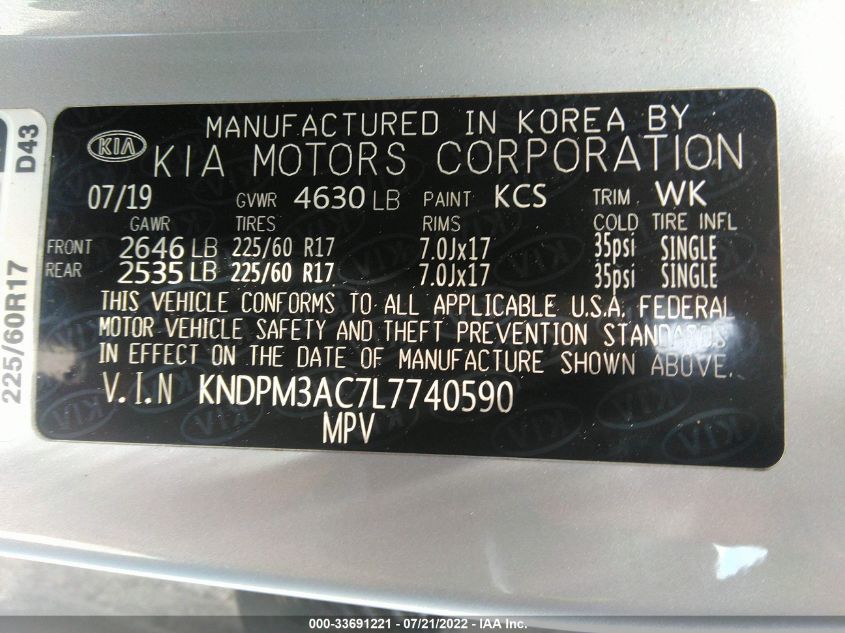 MANUFACTURED IN KOREA BY
KIA KIA MOTORS CORPORATION
07/19 GVWR 4630 LB PAINT KCS TRIM WK
GAWR TIRES RIMS COLD TIRE INFL
FRONT 2646 LB 225/60 R17 7.0Jx17 35psi SINGLE
REAR 2535 LB 225/60 R17 7.0Jx17 35psi SINGLE
THIS VEHICLE CONFORMS TO ALL APPLICABLE U.S.A. FEDERAL
MOTOR VEHICLE SAFETY AND THEFT PREVENTION STANDARDS
IN EFFECT ON THE DATE OF MANUFACTURE SHOWN ABOVE.
V.I.N KNDPM3AC7L7740590
MPV
D43
225/60R17
000-33691221 - 07/21/2022 - IAA Inc.